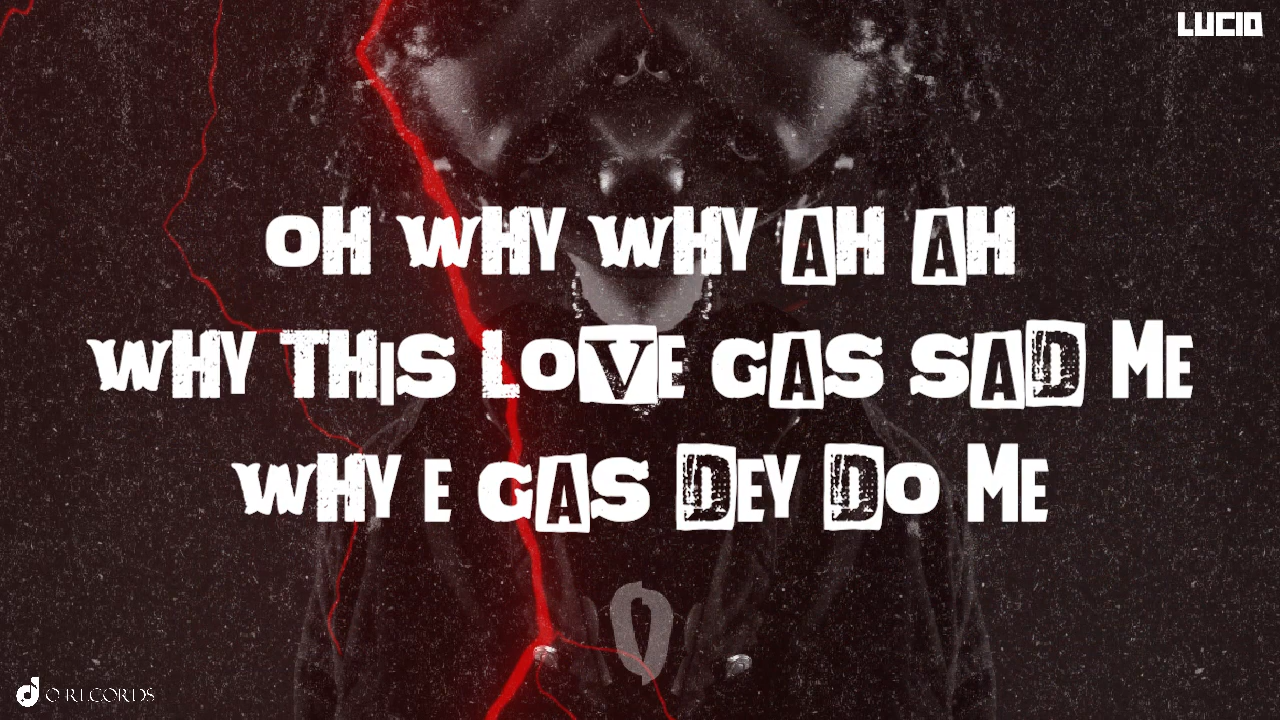 LUCIO
OH WHY WHY AH AH
WHY THIS LOVE GAS SAD ME
WHY E GAS DEY DO ME
O RECORDS